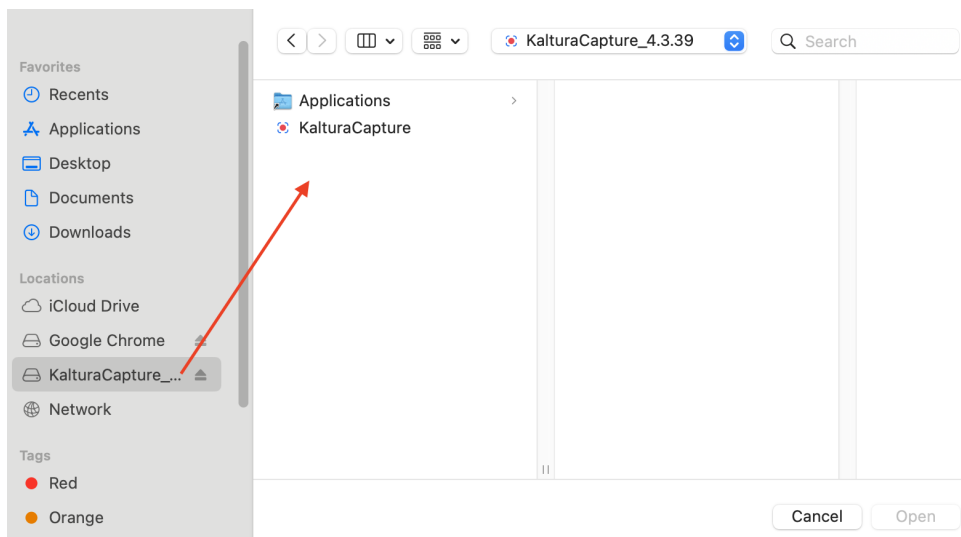 KalturaCapture_4.3.39
Search
Favorites
Recents
Applications
Desktop
Documents
Downloads
Locations
iCloud Drive
Google Chrome
KalturaCapture_...
Network
Tags
Red
Orange
Applications
KalturaCapture
Cancel
Open